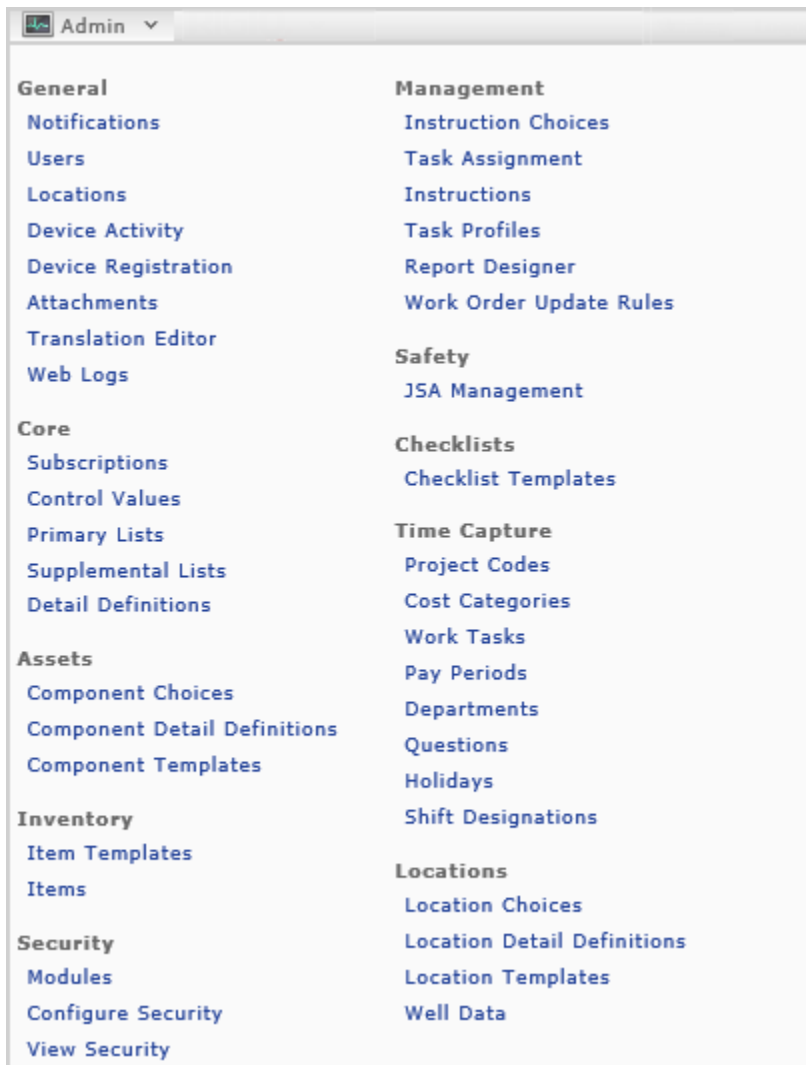 Admin
General
Notifications
Users
Locations
Device Activity
Device Registration
Attachments
Translation Editor
Web Logs
Core
Subscriptions
Control Values
Primary Lists
Supplemental Lists
Detail Definitions
Assets
Component Choices
Component Detail Definitions
Component Templates
Inventory
Item Templates
Items
Security
Modules
Configure Security
View Security
Management
Instruction Choices
Task Assignment
Instructions
Task Profiles
Report Designer
Work Order Update Rules
Safety
JSA Management
Checklists
Checklist Templates
Time Capture
Project Codes
Cost Categories
Work Tasks
Pay Periods
Departments
Questions
Holidays
Shift Designations
Locations
Location Choices
Location Detail Definitions
Location Templates
Well Data